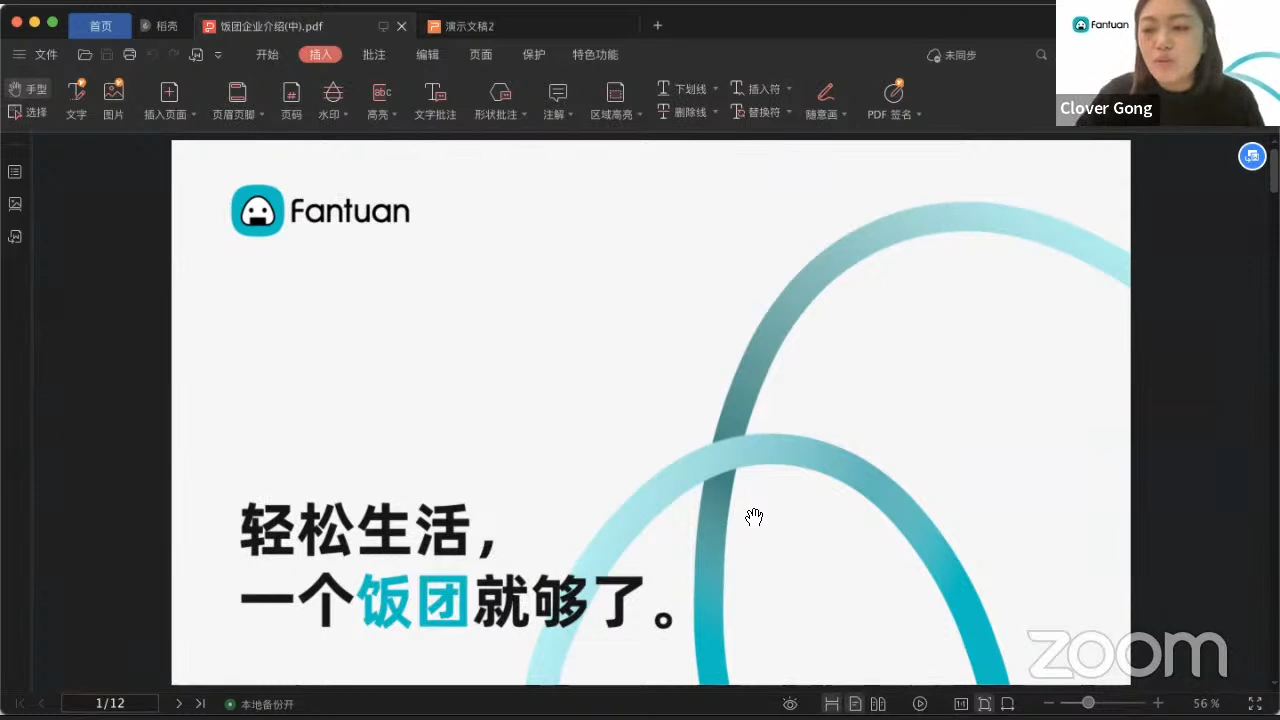 首页
稻壳
饭团企业介绍(中).pdf
演示文稿2
文件
开始
插入
批注
编辑
页面
保护
特色功能
未同步
手型
选择
文字
图片
插入页面
页眉页脚
页码
水印
高亮
文字批注
形状批注
注解
区域高亮
下划线
删除线
插入符
替换符
随意画
PDF 签名
Fantuan
Clover Gong
Fantuan
轻松生活，
一个饭团就够了。
zoom
1/12
本地备份开
56 %